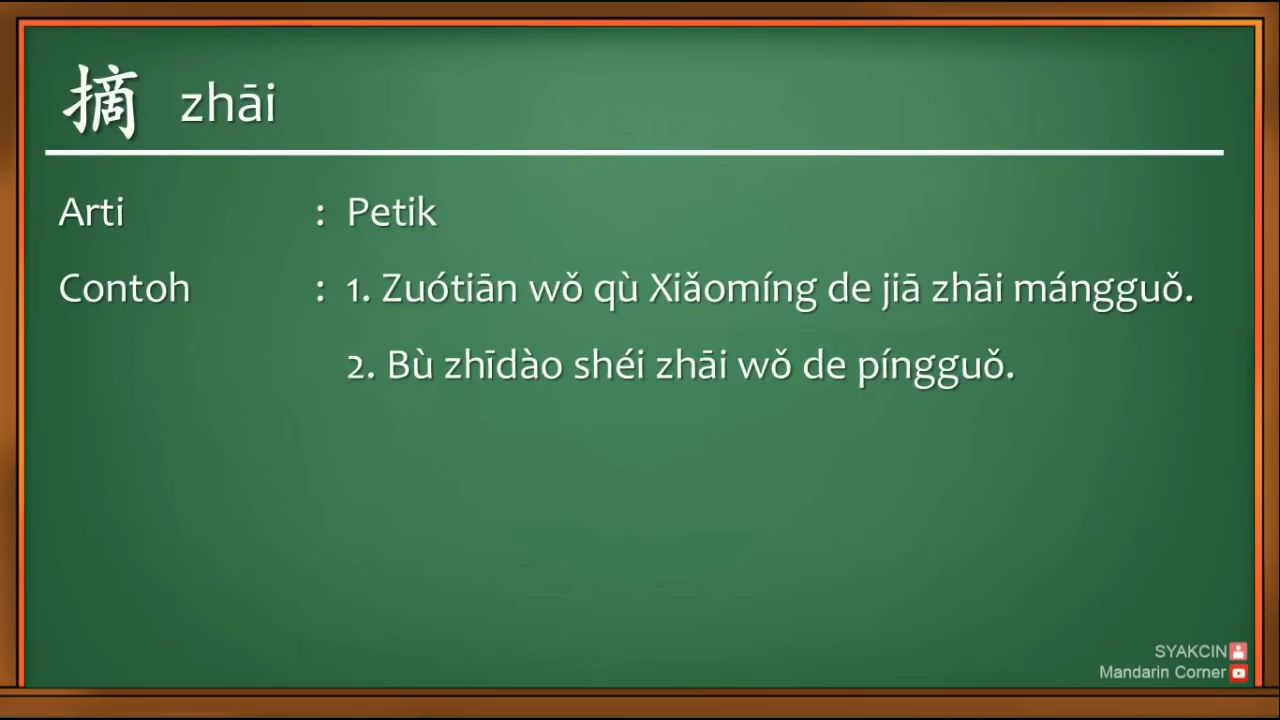 摘 zhāi
Arti : Petik
Contoh : 1. Zuótiān wǒ qù Xiǎomíng de jiā zhāi mángguǒ.
2. Bù zhīdào shéi zhāi wǒ de píngguǒ.
SYAKCIN
Mandarin Corner